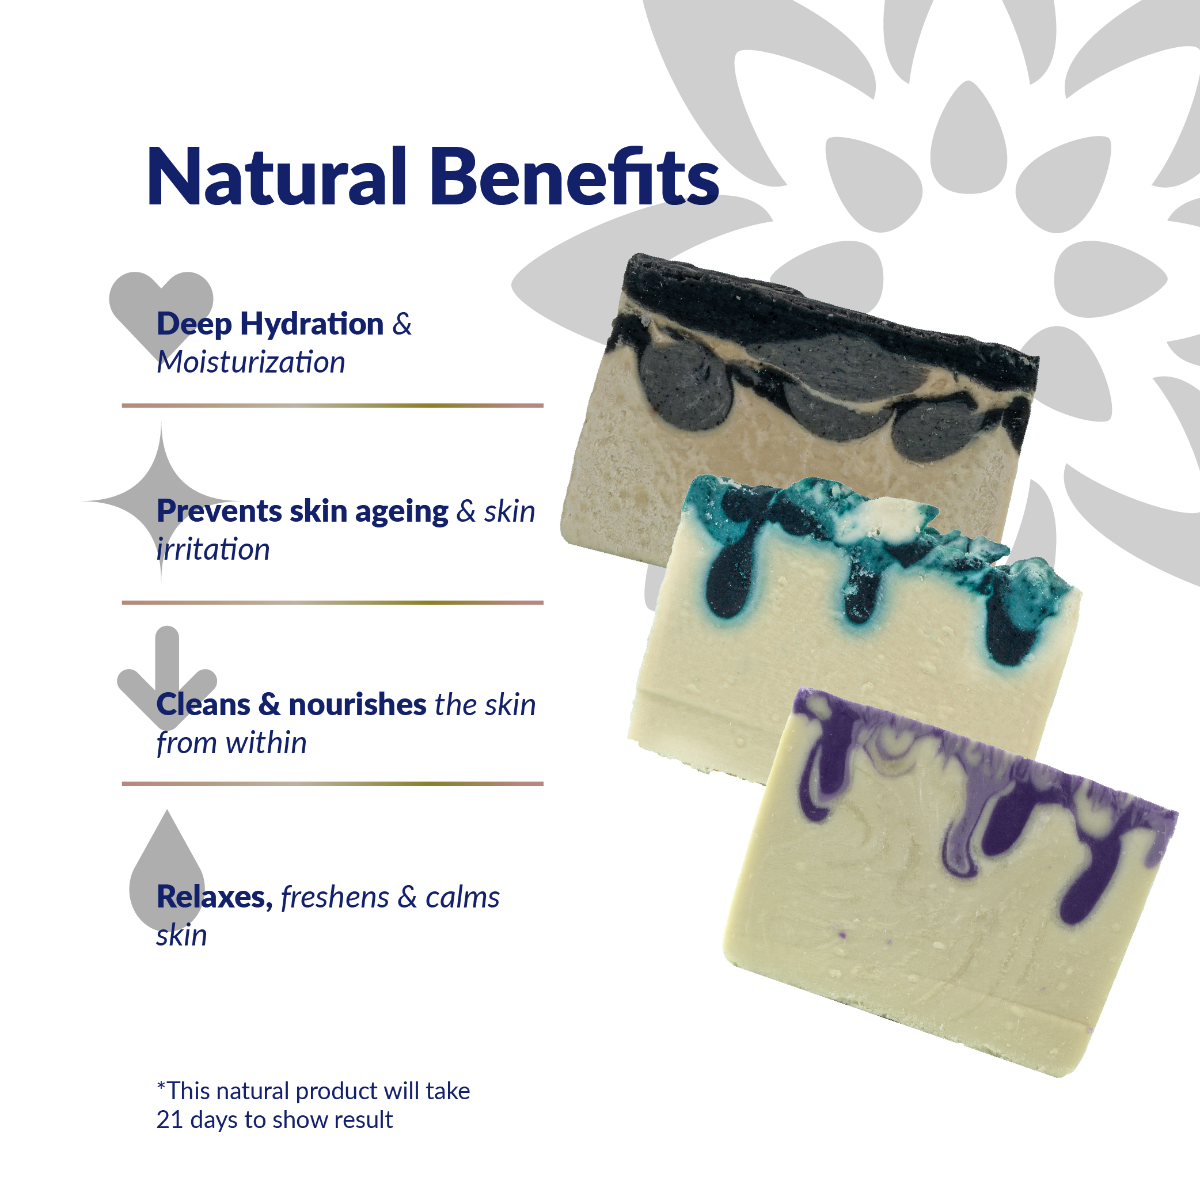 Natural Benefits
Deep Hydration &
Moisturization
Prevents skin ageing & skin
irritation
Cleans & nourishes the skin
from within
Relaxes, freshens & calms
skin
*This natural product will take
21 days to show result